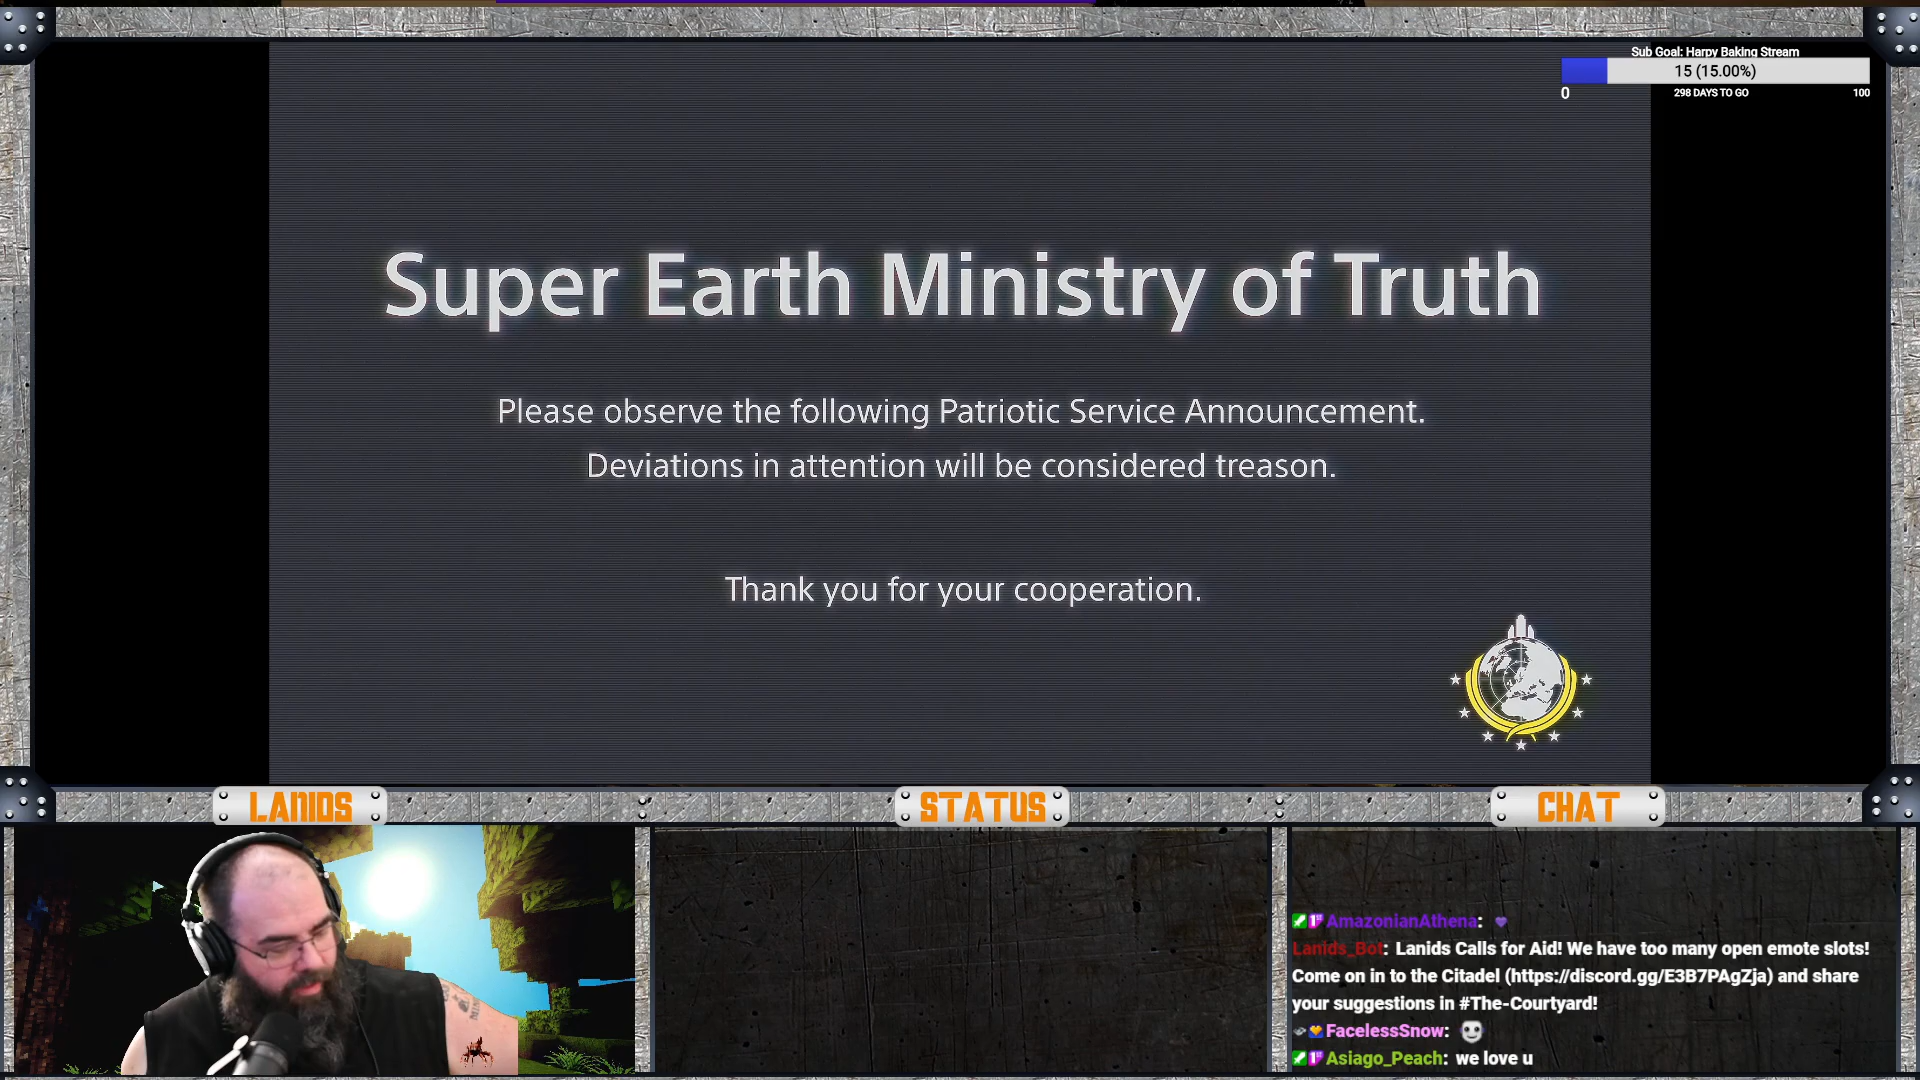 Sub Goal: Harpy Baking Stream
15 (15.00%)
0
298 DAYS TO GO
100
Super Earth Ministry of Truth
Please observe the following Patriotic Service Announcement.
Deviations in attention will be considered treason.
Thank you for your cooperation.
LANIDS
STATUS
CHAT
AmazonianAthena:
Lanids_Bot: Lanids Calls for Aid! We have too many open emote slots!
Come on in to the Citadel (https://discord.gg/E3B7PAgZja) and share
your suggestions in #The-Courtyard!
FacelessSnow:
Asiago_Peach: we love u